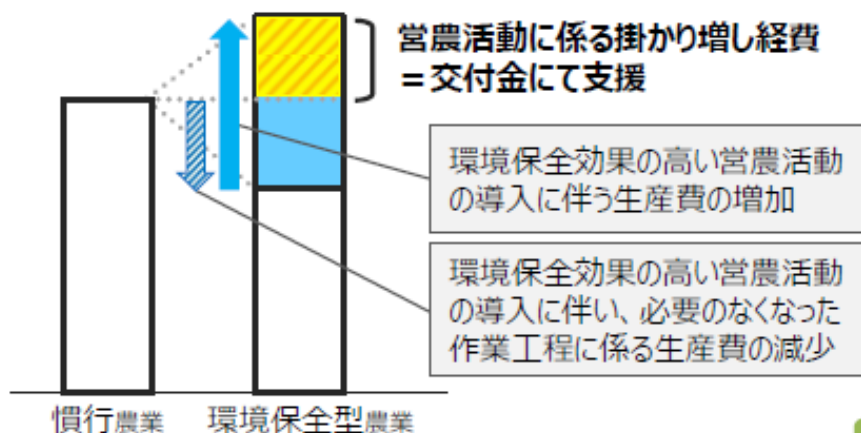 営農活動に係る掛かり増し経費
＝交付金にて支援
環境保全効果の高い営農活動
の導入に伴う生産費の増加
環境保全効果の高い営農活動
の導入に伴い、必要のなくなった
作業工程に係る生産費の減少
慣行農業
環境保全型農業